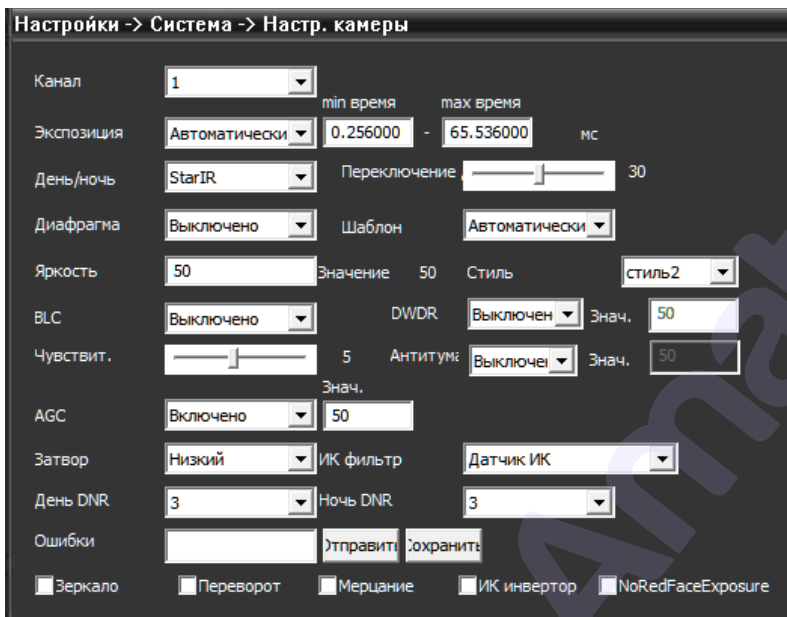 Настройки -> Система -> Настр. камеры
Канал 1
min время max время
Экспозиция Автоматически 0.256000 - 65.536000 мс
День/ночь StarIR Переключение 30
Диафрагма Выключено Шаблон Автоматически
Яркость 50 Значение 50 Стиль стиль2
BLC Выключено DWDR Выключен Знач. 50
Чувствит. 5 Антитума Выключен Знач. 50
Знач.
AGC Включено 50
Затвор Низкий ИК фильтр Датчик ИК
День DNR 3 Ночь DNR 3
Ошибки Отправить Сохранить
Зеркало Переворот Мерцание ИК инвертор NoRedFaceExposure